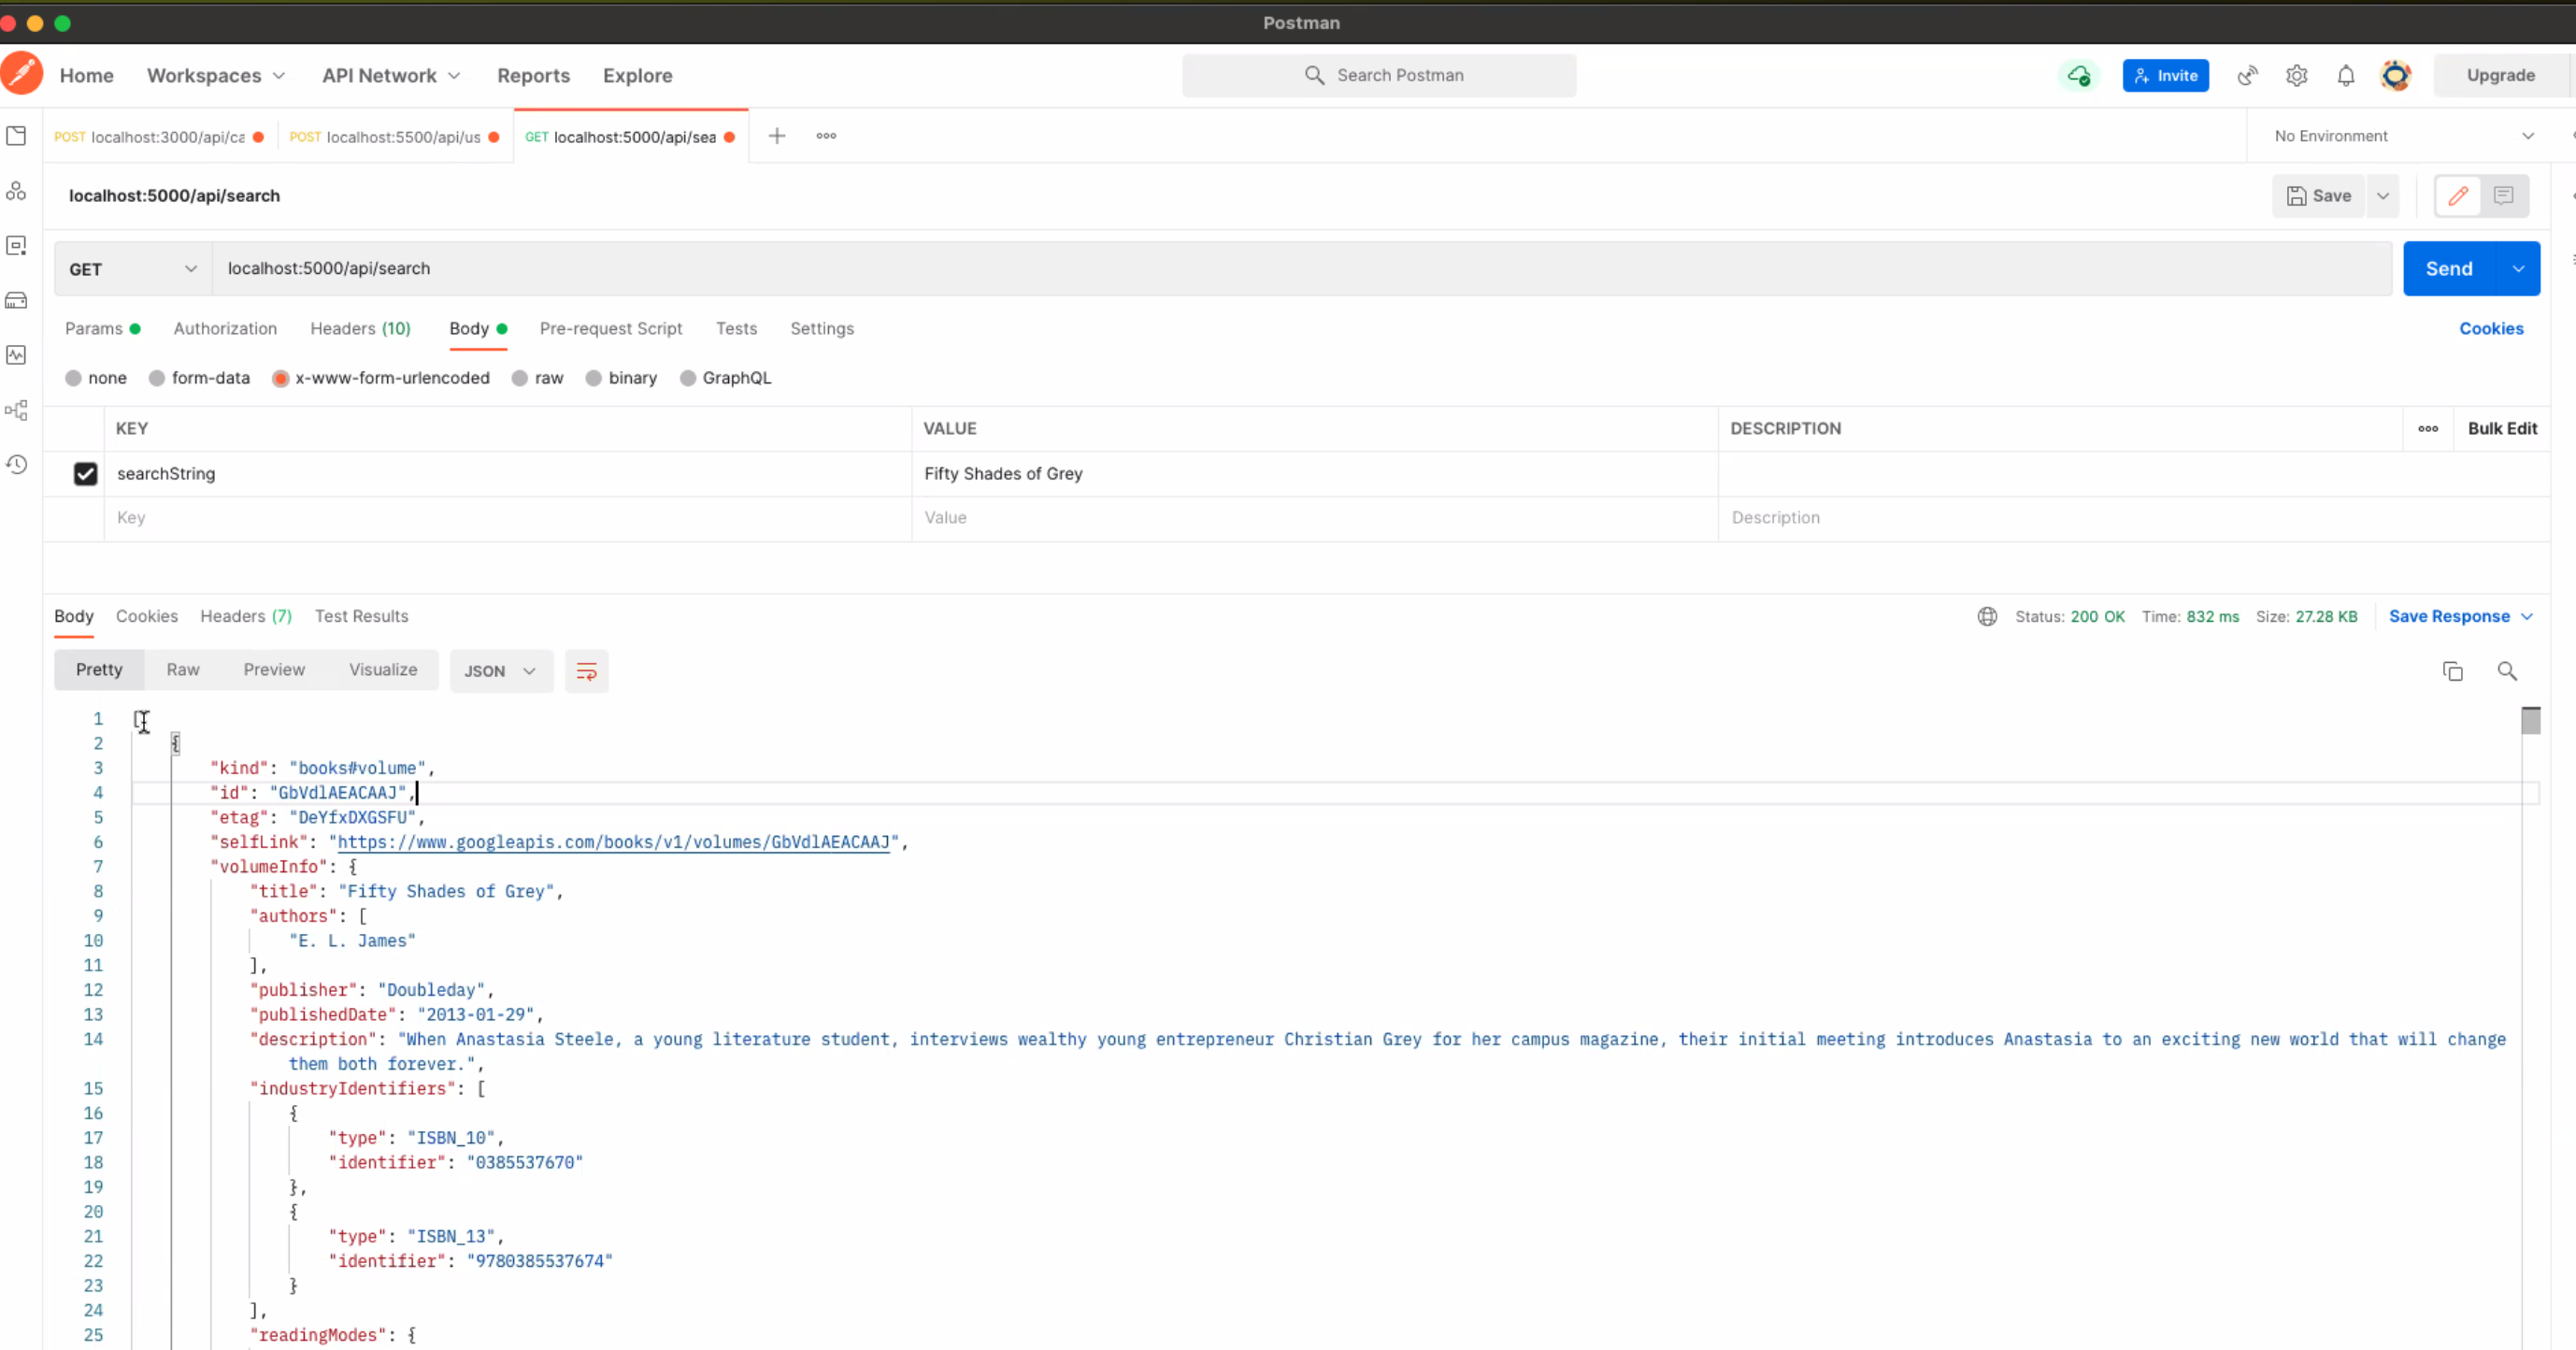 Postman
Home Workspaces API Network Reports Explore Search Postman Invite Upgrade
POST localhost:3000/api/ca POST localhost:5500/api/us GET localhost:5000/api/sea No Environment
localhost:5000/api/search Save
GET localhost:5000/api/search Send
Params Authorization Headers (10) Body Pre-request Script Tests Settings Cookies
none form-data x-www-form-urlencoded raw binary GraphQL
KEY VALUE DESCRIPTION Bulk Edit
searchString Fifty Shades of Grey
Key Value Description
Body Cookies Headers (7) Test Results Status: 200 OK Time: 832 ms Size: 27.28 KB Save Response
Pretty Raw Preview Visualize JSON
1 [
2 {
3 "kind": "books#volume",
4 "id": "GbVdlAEACAAJ",
5 "etag": "DeYfxDXGSFU",
6 "selfLink": "https://www.googleapis.com/books/v1/volumes/GbVdlAEACAAJ",
7 "volumeInfo": {
8 "title": "Fifty Shades of Grey",
9 "authors": [
10 "E. L. James"
11 ],
12 "publisher": "Doubleday",
13 "publishedDate": "2013-01-29",
14 "description": "When Anastasia Steele, a young literature student, interviews wealthy young entrepreneur Christian Grey for her campus magazine, their initial meeting introduces Anastasia to an exciting new world that will change
them both forever.",
15 "industryIdentifiers": [
16 {
17 "type": "ISBN_10",
18 "identifier": "0385537670"
19 },
20 {
21 "type": "ISBN_13",
22 "identifier": "9780385537674"
23 }
24 ],
25 "readingModes": {